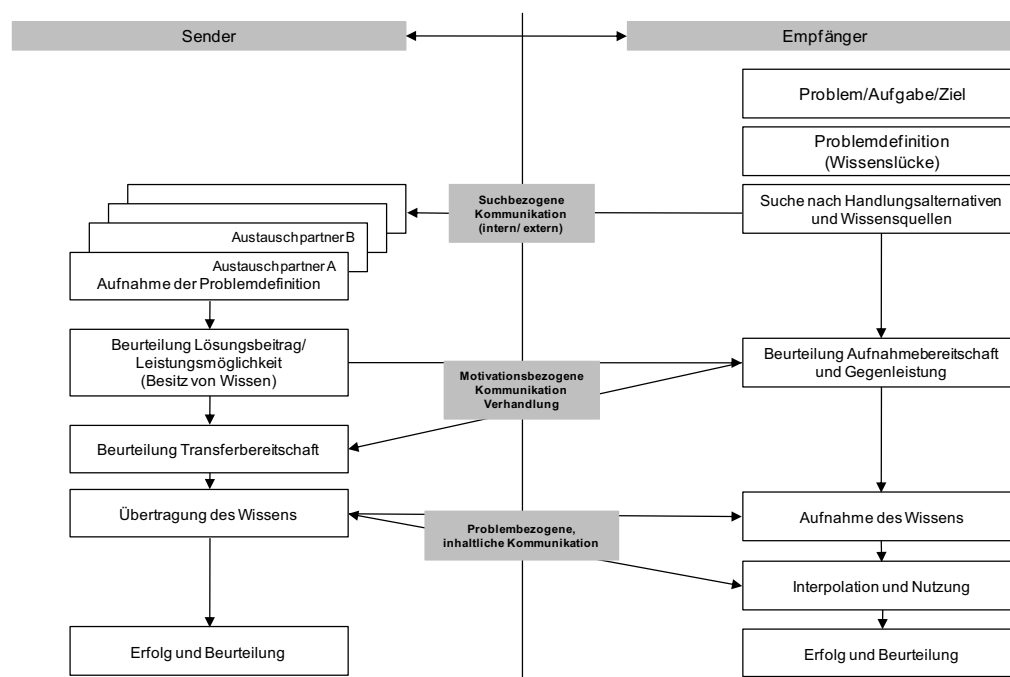 Sender
Empfänger
Problem/Aufgabe/Ziel
Problemdefinition
(Wissenslücke)
Suchbezogene
Kommunikation
(intern/ extern)
Suche nach Handlungsalternativen
und Wissensquellen
Austauschpartner B
Austauschpartner A
Aufnahme der Problemdefinition
Beurteilung Lösungsbeitrag/
Leistungsmöglichkeit
(Besitz von Wissen)
Motivationsbezogene
Kommunikation
Verhandlung
Beurteilung Aufnahmebereitschaft
und Gegenleistung
Beurteilung Transferbereitschaft
Übertragung des Wissens
Problembezogene,
inhaltliche Kommunikation
Aufnahme des Wissens
Interpolation und Nutzung
Erfolg und Beurteilung
Erfolg und Beurteilung